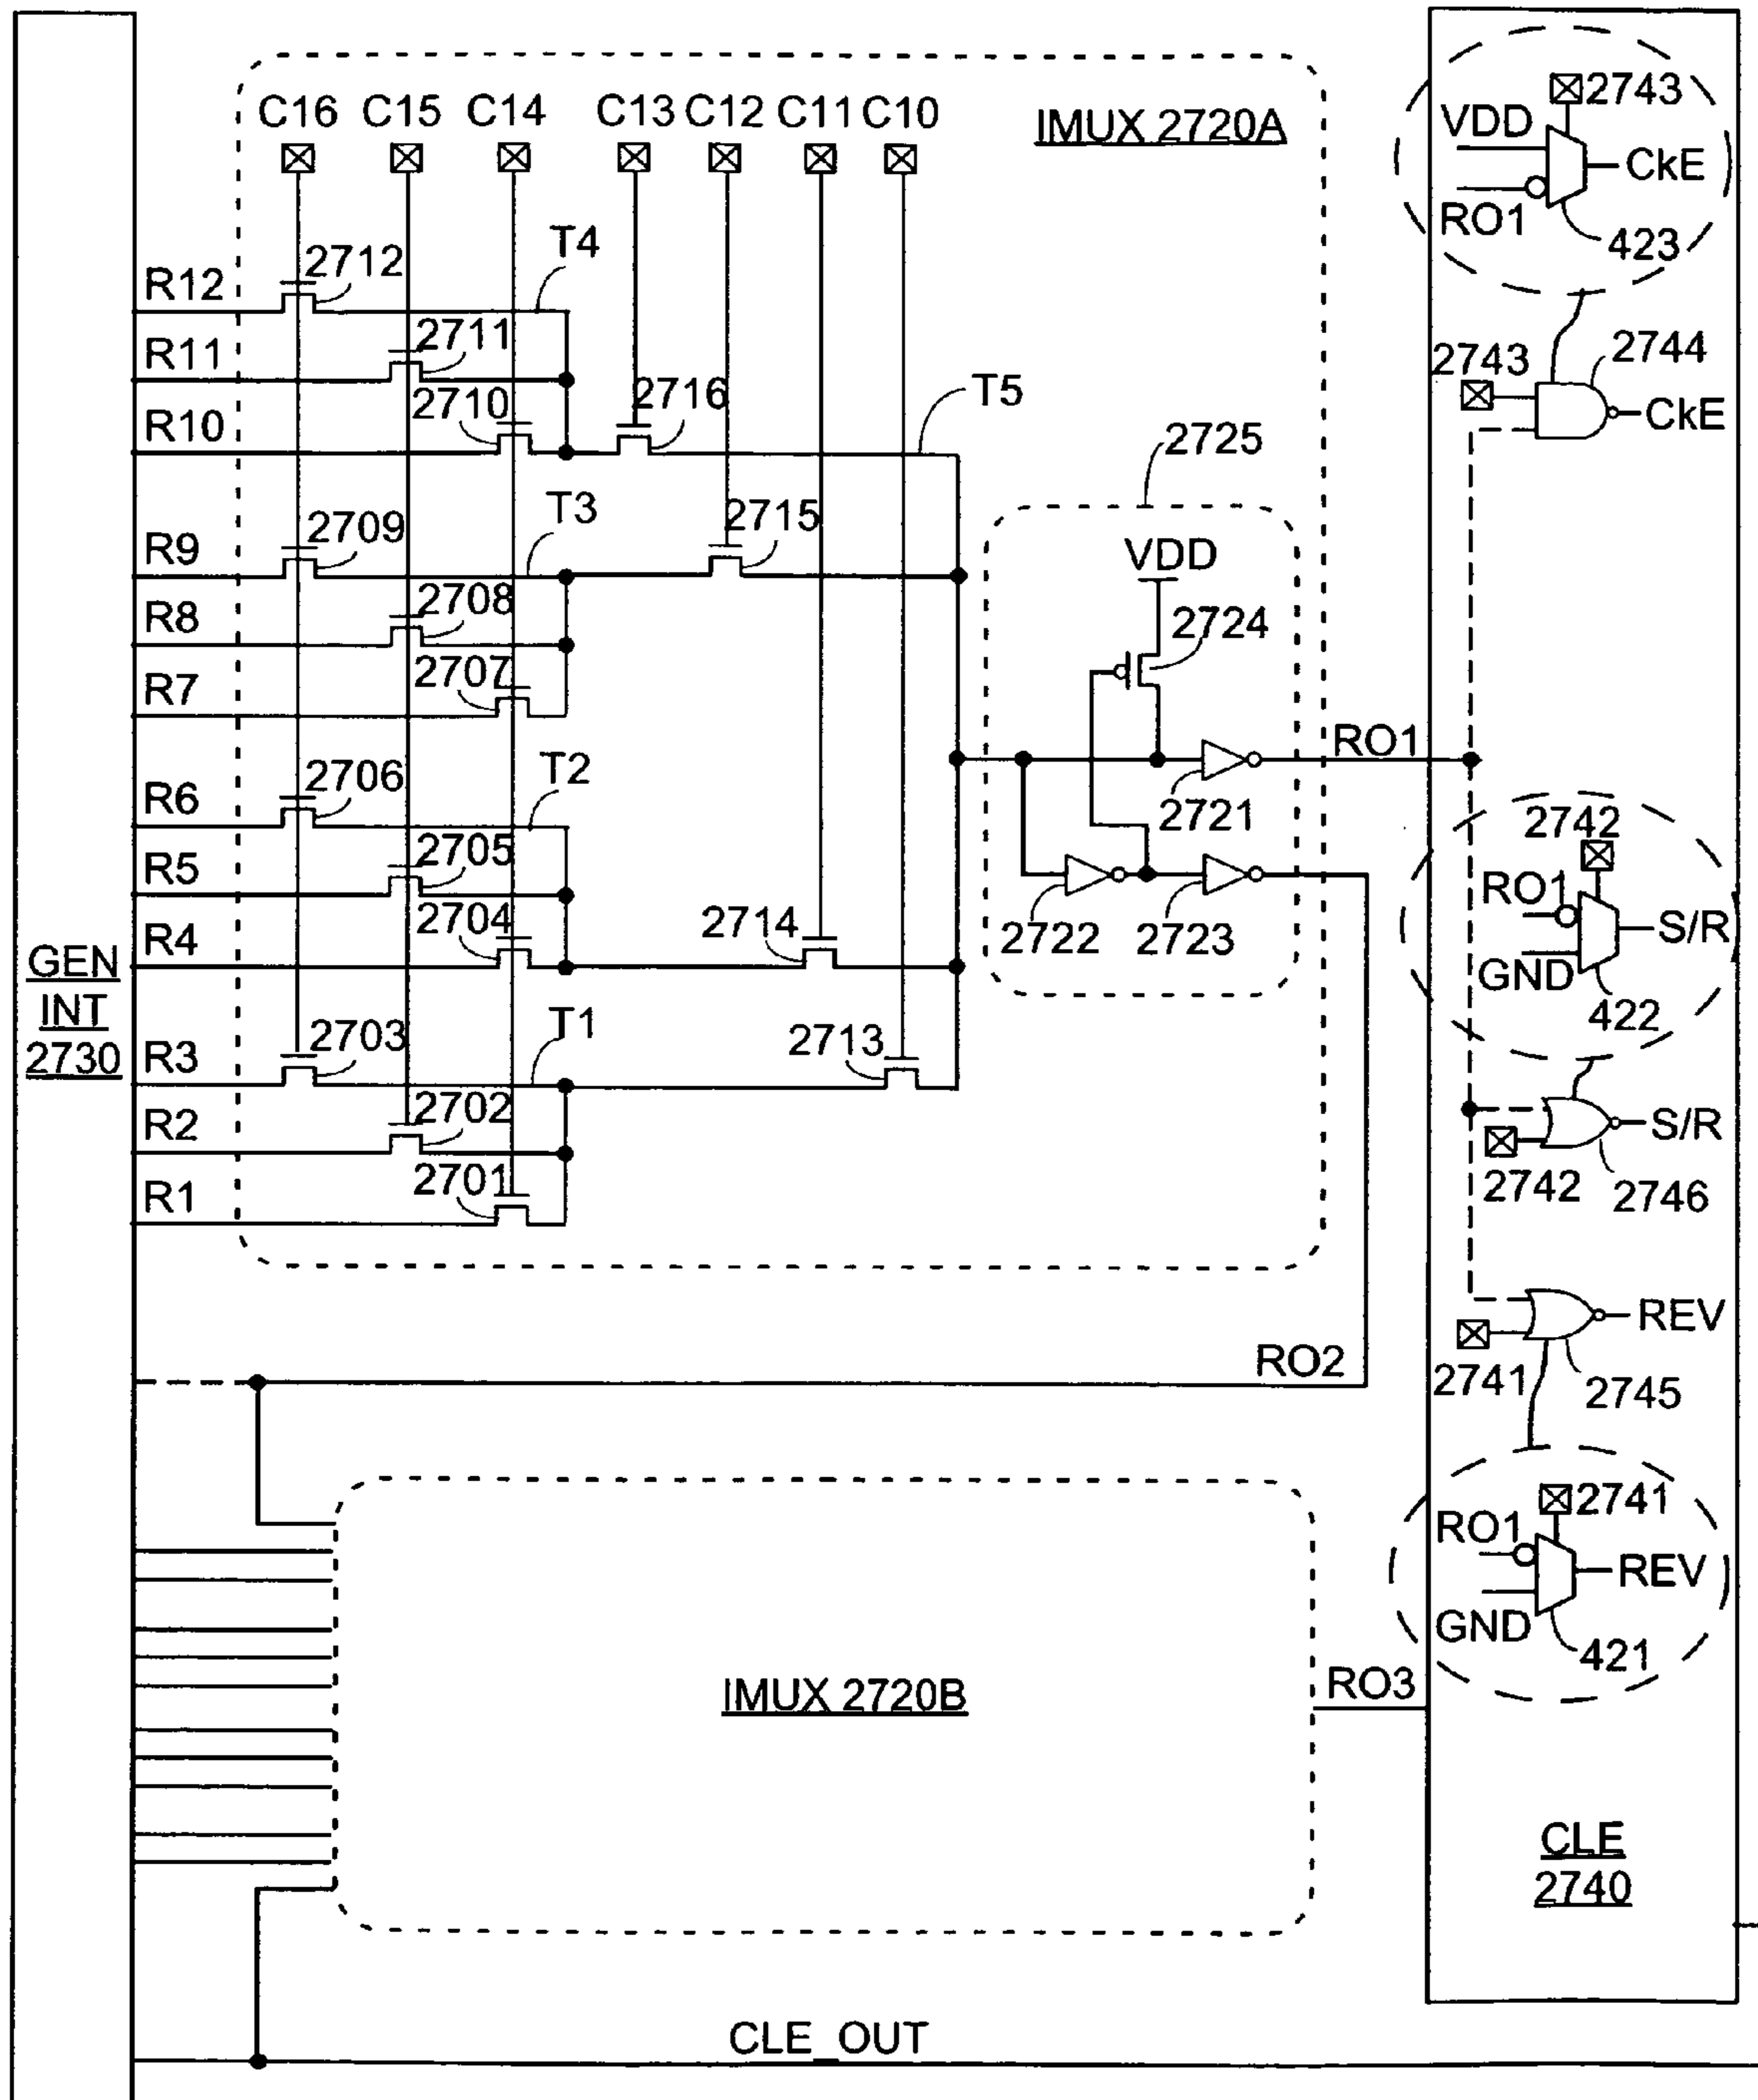 C16 C15 C14 C13 C12 C11 C10
IMUX 2720A
2743
VDD
CkE
RO1
423
T4
2712
R12
2711
R11
2743
2744
2710
2716
T5
CkE
R10
2725
T3
2715
2709
R9
VDD
2708
R8
2724
2707
R7
RO1
T2
2706
R6
2721
2742
2705
R5
RO1
2704
2714
2722
2723
S/R
R4
GND
GEN
INT
2730
422
T1
2703
2713
R3
2702
R2
S/R
2701
2742
2746
R1
REV
RO2
2741
2745
2741
RO1
REV
GND
421
IMUX 2720B
RO3
CLE
2740
CLE_OUT